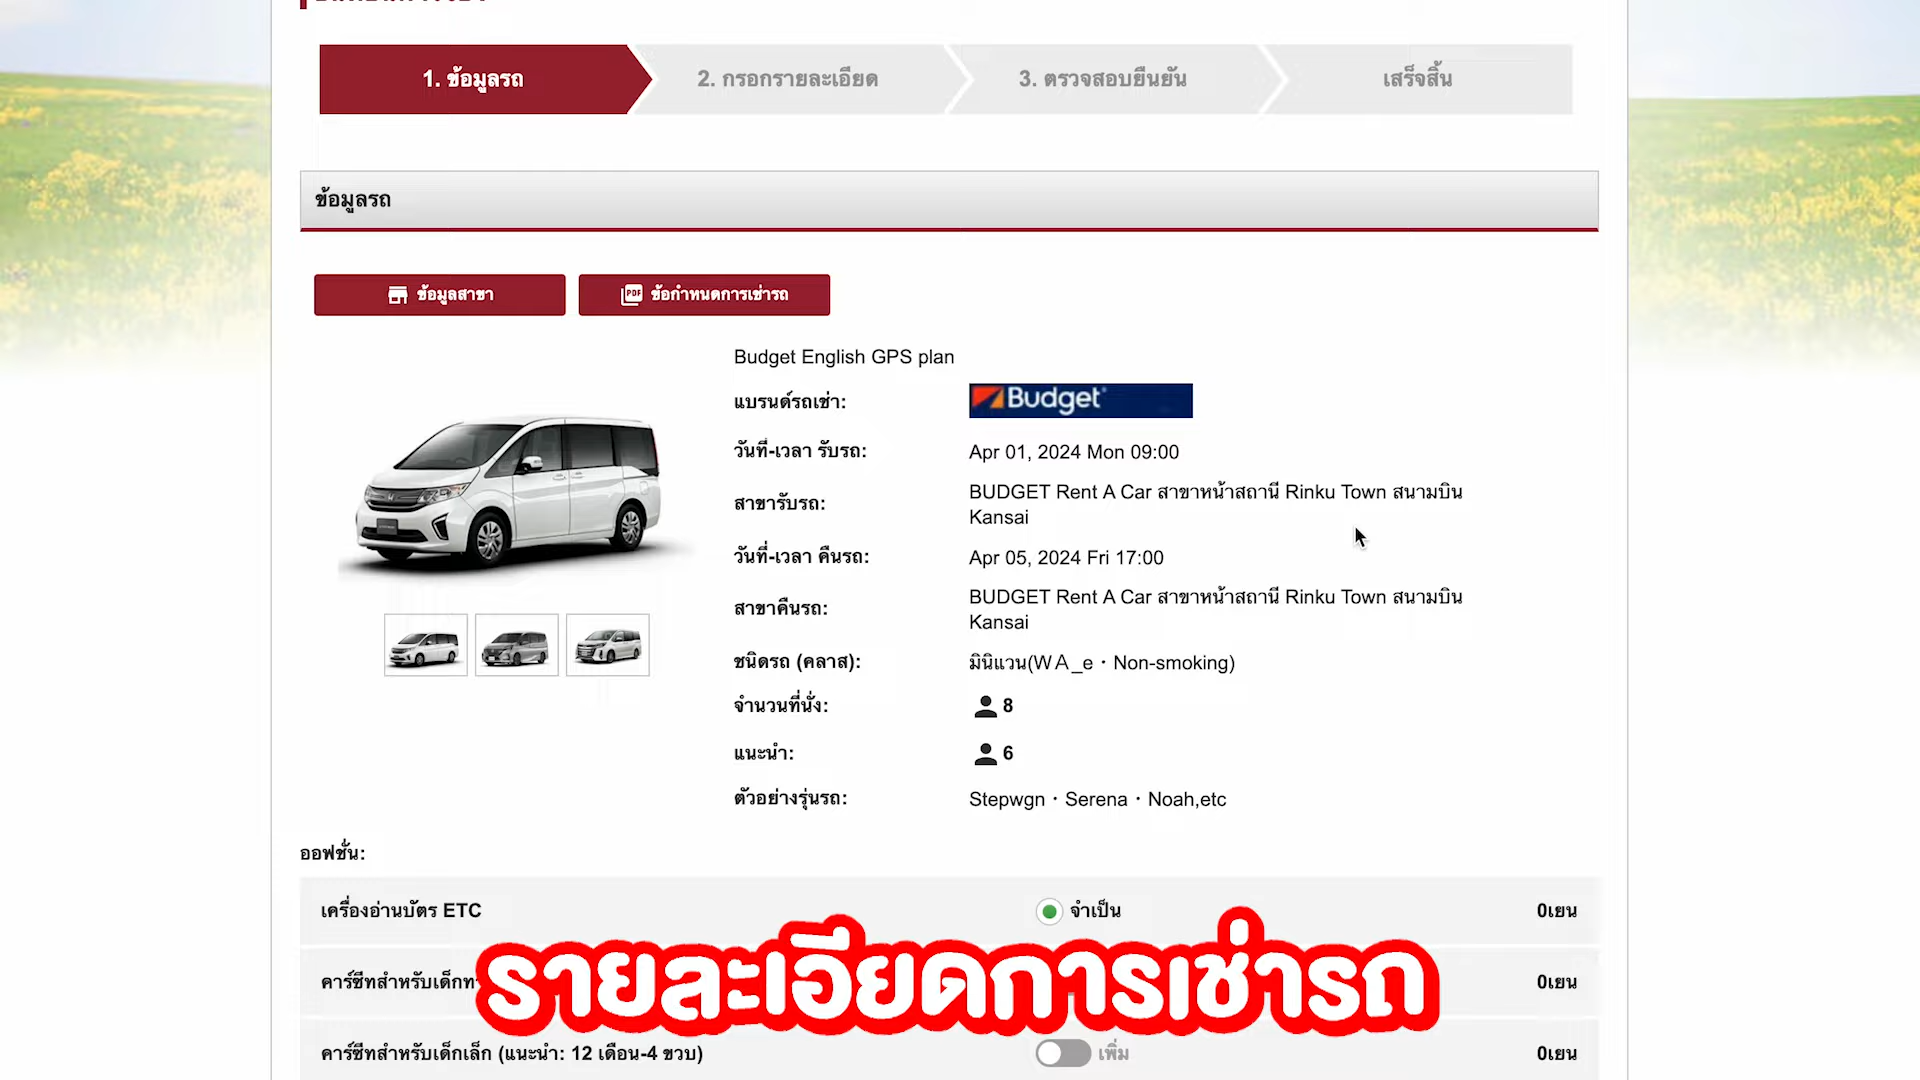 1. ข้อมูลรถ
2. กรอกรายละเอียด
3. ตรวจสอบยืนยัน
เสร็จสิ้น
ข้อมูลรถ
ข้อมูลสาขา
PDF ข้อกำหนดการเช่ารถ
Budget English GPS plan
แบรนด์รถเช่า: Budget
วันที่-เวลา รับรถ: Apr 01, 2024 Mon 09:00
สาขารับรถ: BUDGET Rent A Car สาขาหน้าสถานี Rinku Town สนามบิน
Kansai
วันที่-เวลา คืนรถ: Apr 05, 2024 Fri 17:00
สาขาคืนรถ: BUDGET Rent A Car สาขาหน้าสถานี Rinku Town สนามบิน
Kansai
ชนิดรถ (คลาส): มินิแวน(ＷＡ_e・Non-smoking)
จำนวนที่นั่ง: 8
แนะนำ: 6
ตัวอย่างรุ่นรถ: Stepwgn・Serena・Noah,etc
ออฟชั่น:
เครื่องอ่านบัตร ETC จำเป็น 0เยน
คาร์ซีทสำหรับเด็ก 0เยน
รายละเอียดการเช่ารถ
คาร์ซีทสำหรับเด็กเล็ก (แนะนำ: 12 เดือน-4 ขวบ) เพิ่ม 0เยน